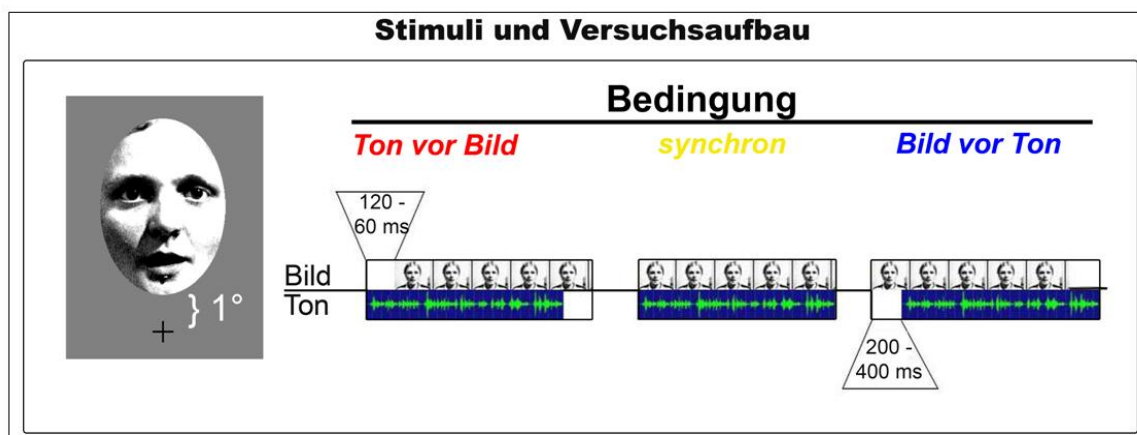 Stimuli und Versuchsaufbau
Bedingung
Ton vor Bild
synchron
Bild vor Ton
120 -
60 ms
Bild
Ton
} 1°
200 -
400 ms